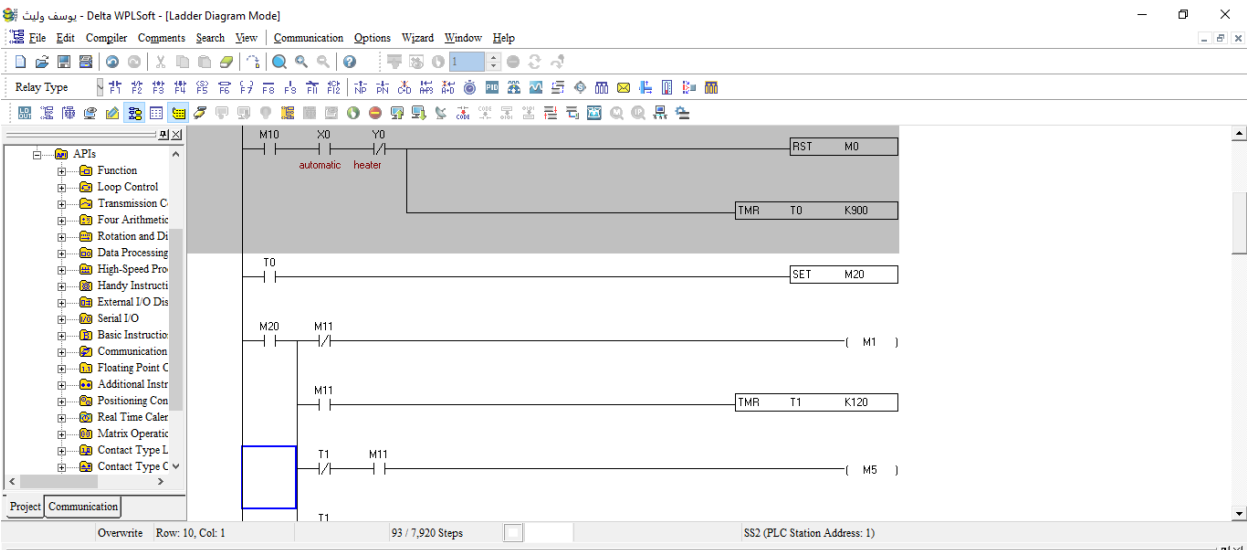 يوسف وليث - Delta WPLSoft - [Ladder Diagram Mode]
File Edit Compiler Comments Search View Communication Options Wizard Window Help
1
Relay Type
APIs
Function
Loop Control
Transmission C
Four Arithmetic
Rotation and Di
Data Processing
High-Speed Pro
Handy Instructi
External I/O Dis
Serial I/O
Basic Instructio
Communication
Floating Point C
Additional Instr
Positioning Con
Real Time Caler
Matrix Operatic
Contact Type L
Contact Type C
Project Communication
M10 X0 Y0
RST M0
automatic heater
TMR T0 K900
T0
SET M20
M20 M11
M1
M11
TMR T1 K120
T1 M11
M5
T1
Overwrite Row: 10, Col: 1 93 / 7,920 Steps SS2 (PLC Station Address: 1)